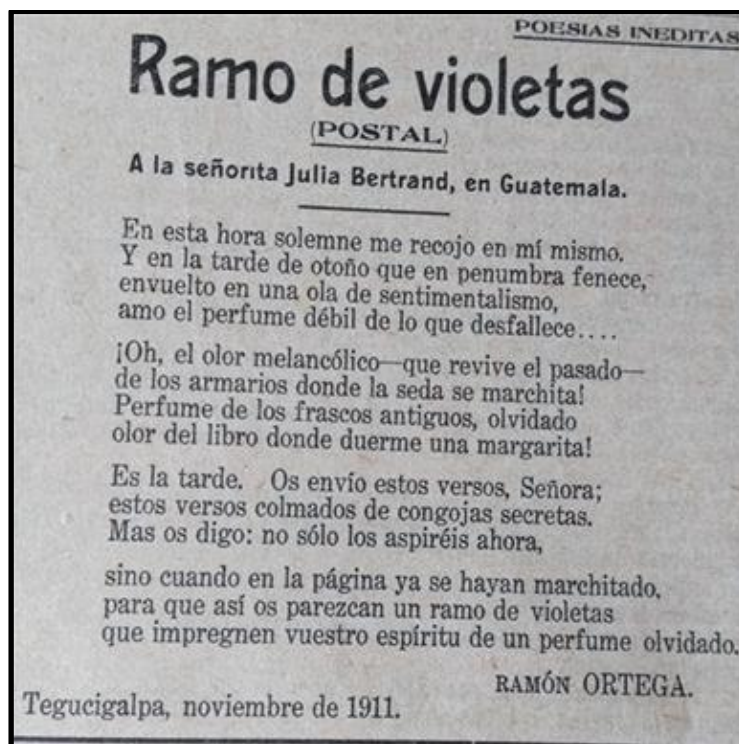 POESIAS INEDITAS
Ramo de violetas
(POSTAL)
A la señorita Julia Bertrand, en Guatemala.
En esta hora solemne me recojo en mí mismo.
Y en la tarde de otoño que en penumbra fenece,
envuelto en una ola de sentimentalismo,
amo el perfume débil de lo que desfallece....
¡Oh, el olor melancólico—que revive el pasado—
de los armarios donde la seda se marchita!
Perfume de los frascos antiguos, olvidado
olor del libro donde duerme una margarita!
Es la tarde. Os envío estos versos, Señora;
estos versos colmados de congojas secretas.
Mas os digo: no sólo los aspiréis ahora,
sino cuando en la página ya se hayan marchitado,
para que así os parezcan un ramo de violetas
que impregnen vuestro espíritu de un perfume olvidado.
RAMÓN ORTEGA.
Tegucigalpa, noviembre de 1911.